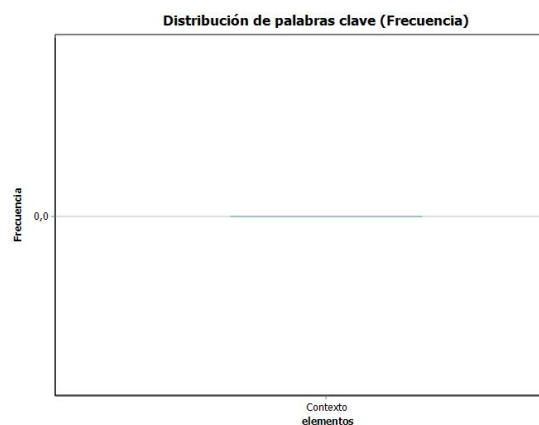 Distribución de palabras clave (Frecuencia)
Frecuencia
0,0
Contexto
elementos